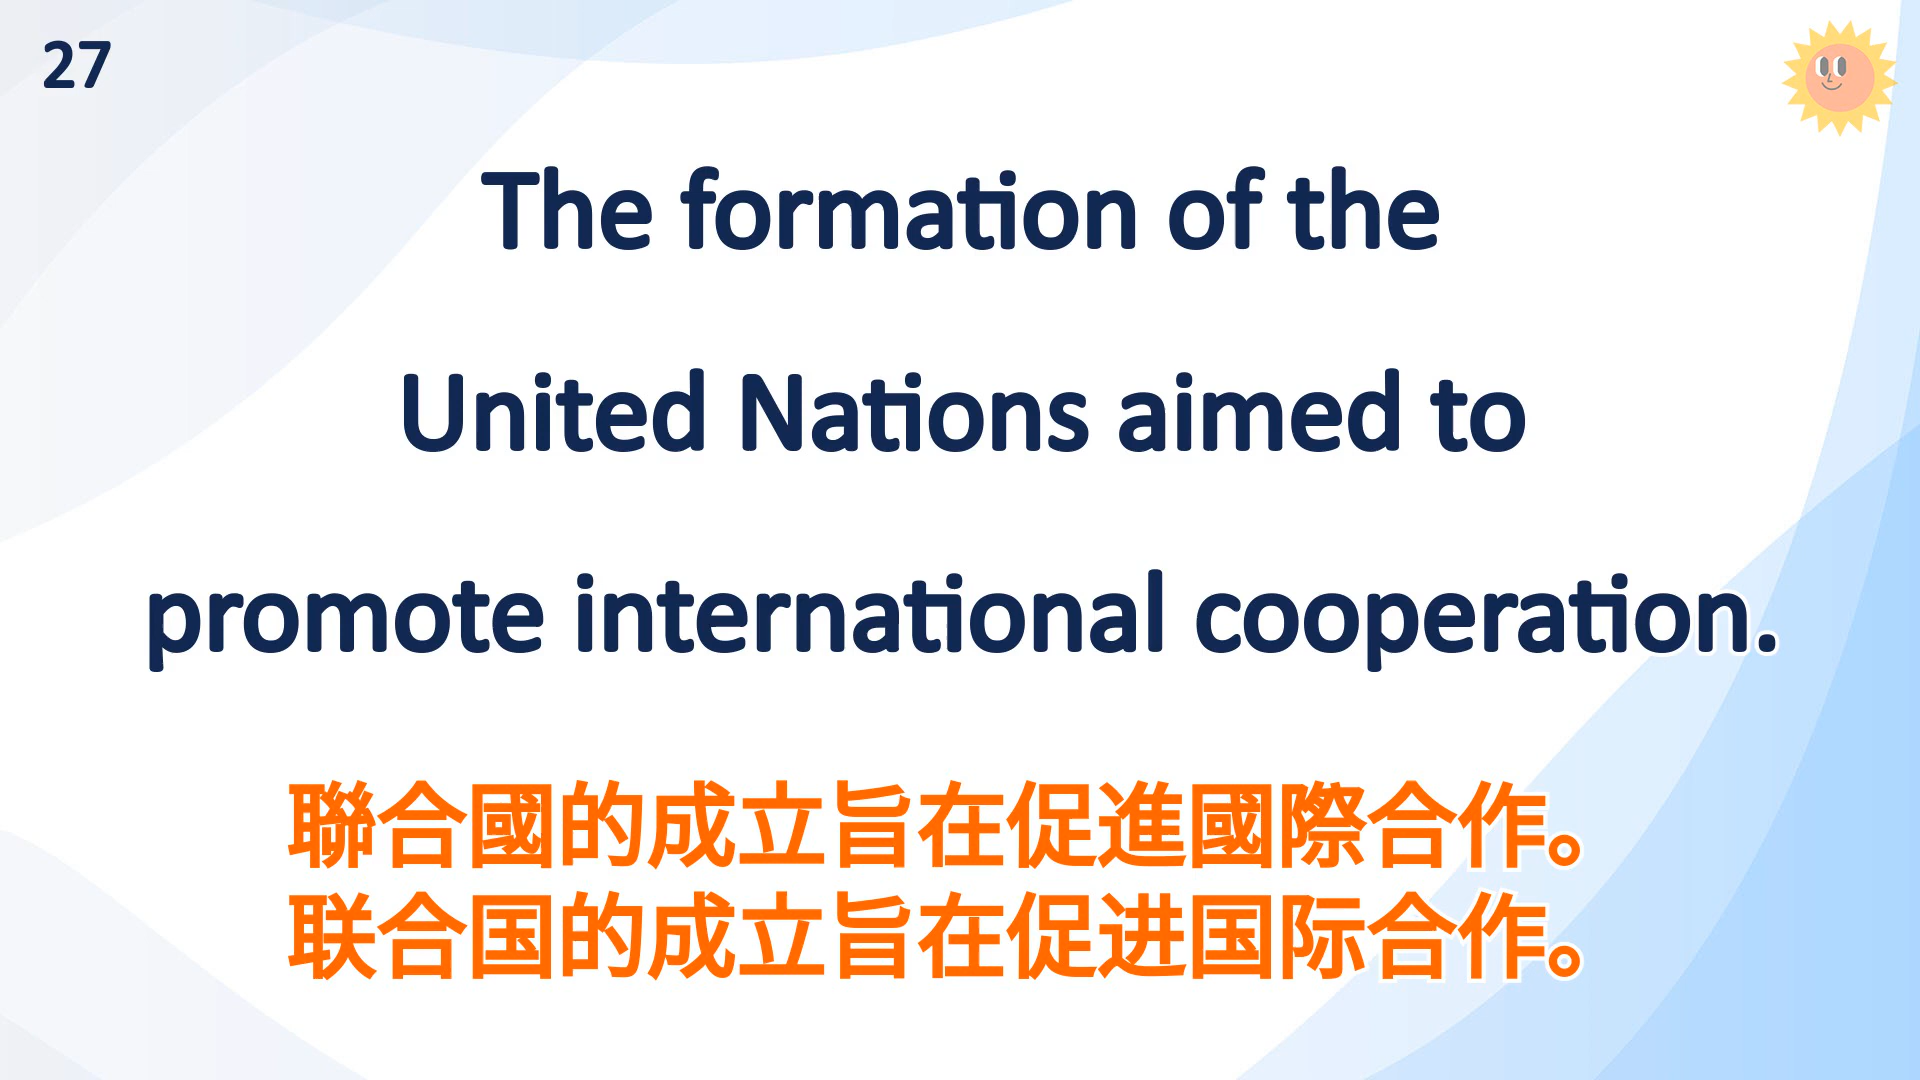 27
The formation of the
United Nations aimed to
promote international cooperation.
聯合國的成立旨在促進國際合作。
联合国的成立旨在促进国际合作。